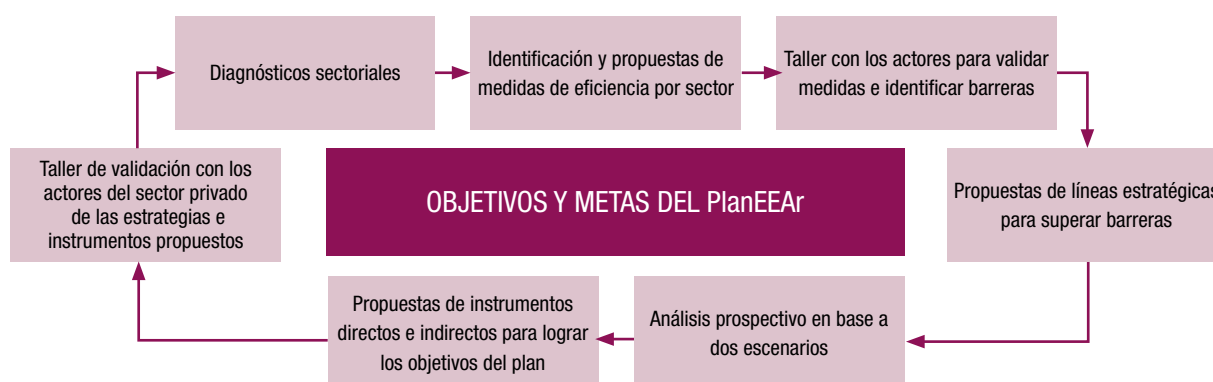 Diagnósticos sectoriales
Identificación y propuestas de
medidas de eficiencia por sector
Taller con los actores para validar
medidas e identificar barreras
Propuestas de líneas estratégicas
para superar barreras
Análisis prospectivo en base a
dos escenarios
Propuestas de instrumentos
directos e indirectos para lograr
los objetivos del plan
Taller de validación con los
actores del sector privado
de las estrategias e
instrumentos propuestos
OBJETIVOS Y METAS DEL PlanEEAr